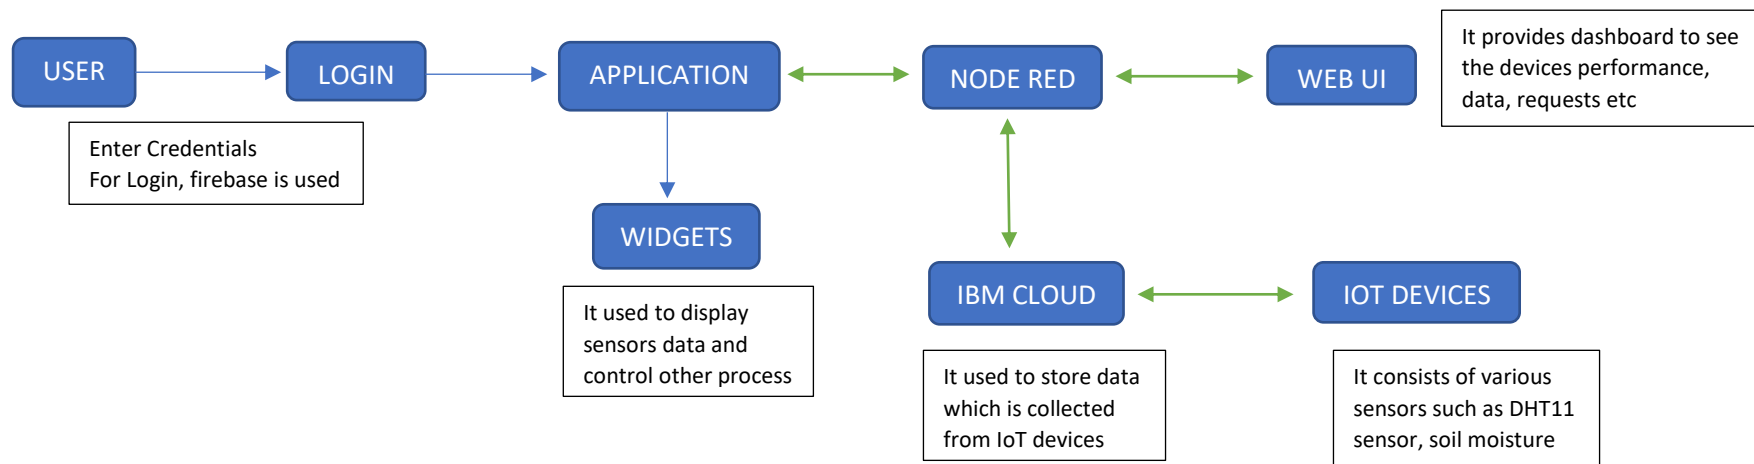 USER
LOGIN
APPLICATION
NODE RED
WEB UI
It provides dashboard to see
the devices performance,
data, requests etc
Enter Credentials
For Login, firebase is used
WIDGETS
It used to display
sensors data and
control other process
IBM CLOUD
IOT DEVICES
It used to store data
which is collected
from IoT devices
It consists of various
sensors such as DHT11
sensor, soil moisture